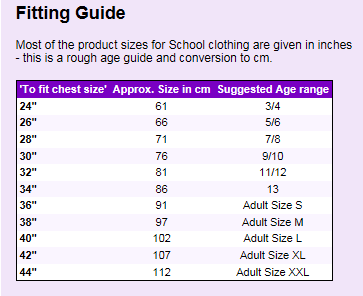 Fitting Guide
Most of the product sizes for School clothing are given in inches
- this is a rough age guide and conversion to cm.
'To fit chest size' Approx. Size in cm Suggested Age range
24" 61 3/4
26" 66 5/6
28" 71 7/8
30" 76 9/10
32" 81 11/12
34" 86 13
36" 91 Adult Size S
38" 97 Adult Size M
40" 102 Adult Size L
42" 107 Adult Size XL
44" 112 Adult Size XXL